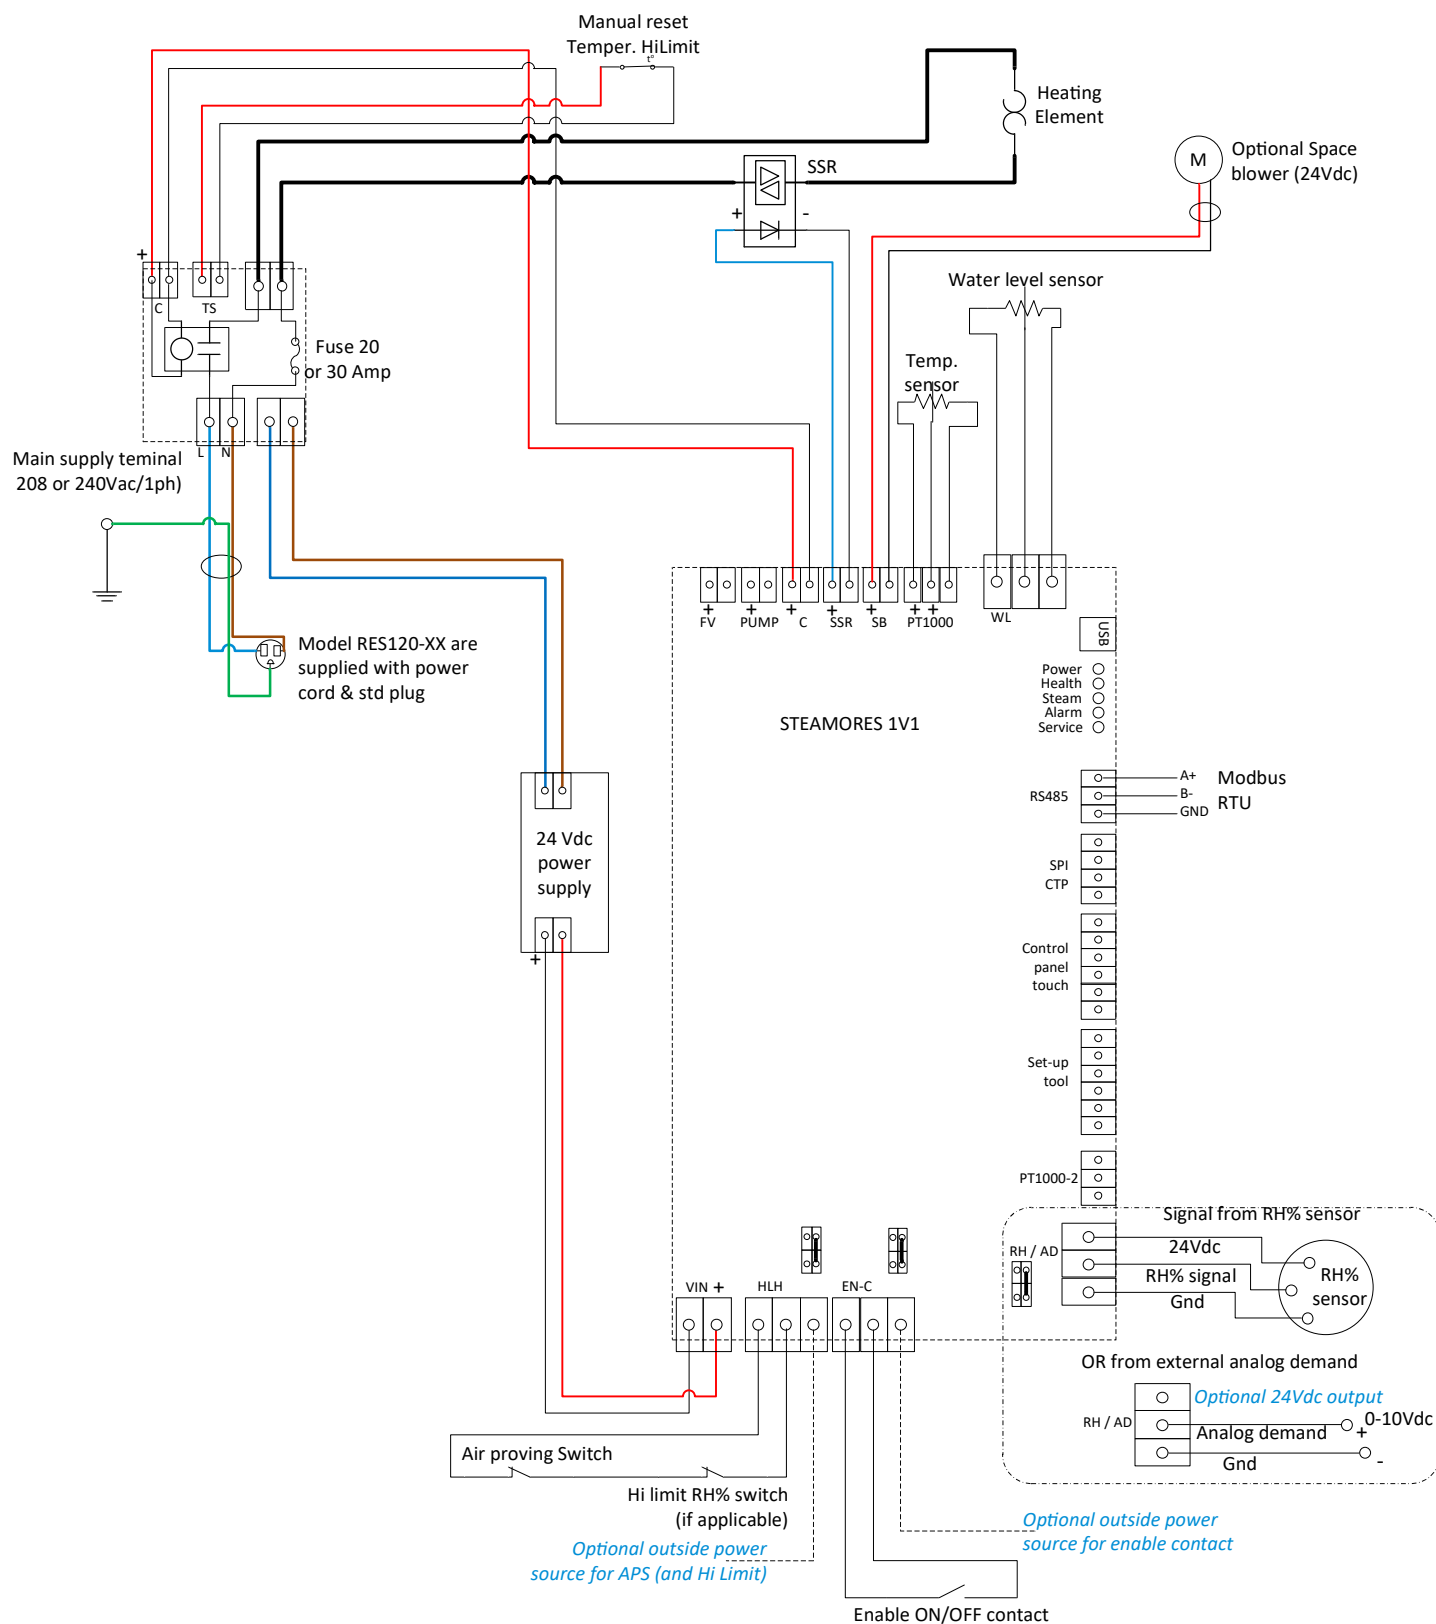 Manual reset
Temper. HiLimit
t°
Heating
Element
SSR
M
Optional Space
blower (24Vdc)
+
-
+
C
TS
Water level sensor
Fuse 20
or 30 Amp
Temp.
sensor
L
N
Main supply teminal
208 or 240Vac/1ph)
+ + + + + + +
FV
PUMP
C
SSR
SB
PT1000
WL
USB
Model RES120-XX are
supplied with power
cord & std plug
Power
Health
Steam
Alarm
Service
STEAMORES 1V1
RS485
A+
B-
GND
Modbus
RTU
24 Vdc
power
supply
+
SPI
CTP
Control
panel
touch
Set-up
tool
PT1000-2
Signal from RH% sensor
RH / AD
24Vdc
RH% signal
Gnd
RH%
sensor
VIN +
HLH
EN-C
OR from external analog demand
Optional 24Vdc output
RH / AD
Analog demand
0-10Vdc
+
Gnd
-
Air proving Switch
Hi limit RH% switch
(if applicable)
Optional outside power
source for APS (and Hi Limit)
Optional outside power
source for enable contact
Enable ON/OFF contact